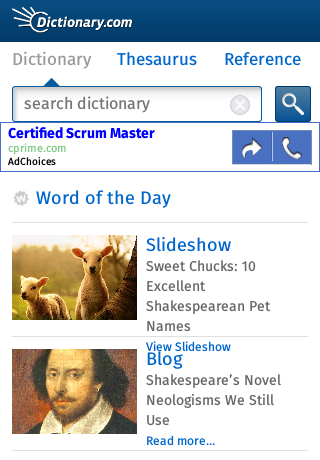 Dictionary.com
Dictionary Thesaurus Reference
search dictionary
Certified Scrum Master
cprime.com
AdChoices
Word of the Day
Slideshow
Sweet Chucks: 10
Excellent
Shakespearean Pet
Names
View Slideshow
Blog
Shakespeare's Novel
Neologisms We Still
Use
Read more...